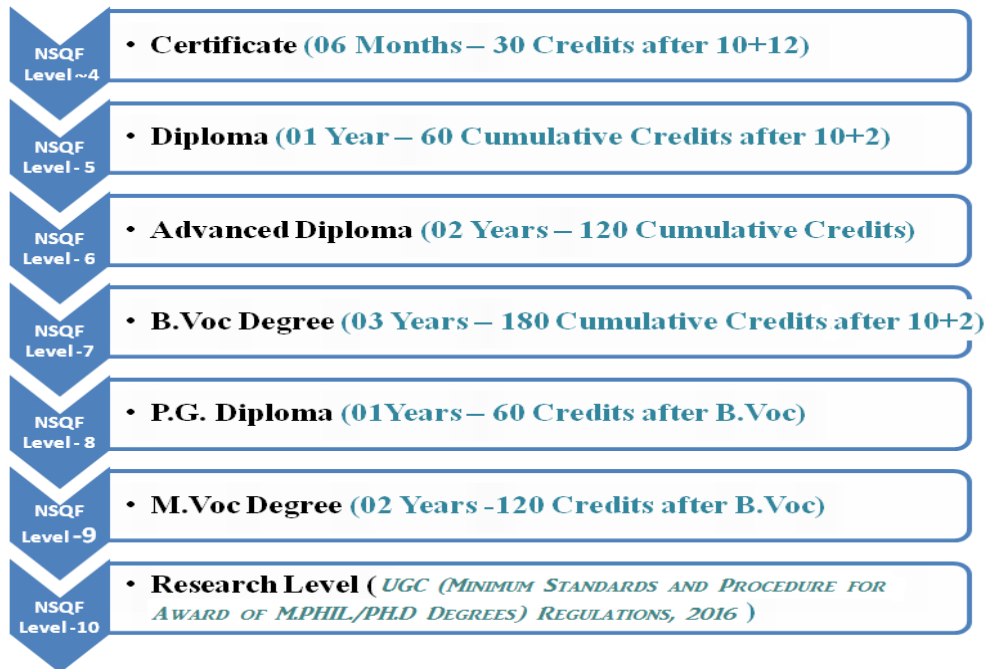 NSQF
Level~4
• Certificate (06 Months – 30 Credits after 10+12)
NSQF
Level- 5
• Diploma (01 Year – 60 Cumulative Credits after 10+2)
NSQF
Level- 6
• Advanced Diploma (02 Years – 120 Cumulative Credits)
NSQF
Level -7
• B.Voc Degree (03 Years – 180 Cumulative Credits after 10+2)
NSQF
Level- 8
• P.G. Diploma (01Years – 60 Credits after B.Voc)
NSQF
Level -9
• M.Voc Degree (02 Years -120 Credits after B.Voc)
NSQF
Level -10
• Research Level ( UGC (MINIMUM STANDARDS AND PROCEDURE FOR
AWARD OF M.PHIL./PH.D DEGREES) REGULATIONS, 2016 )